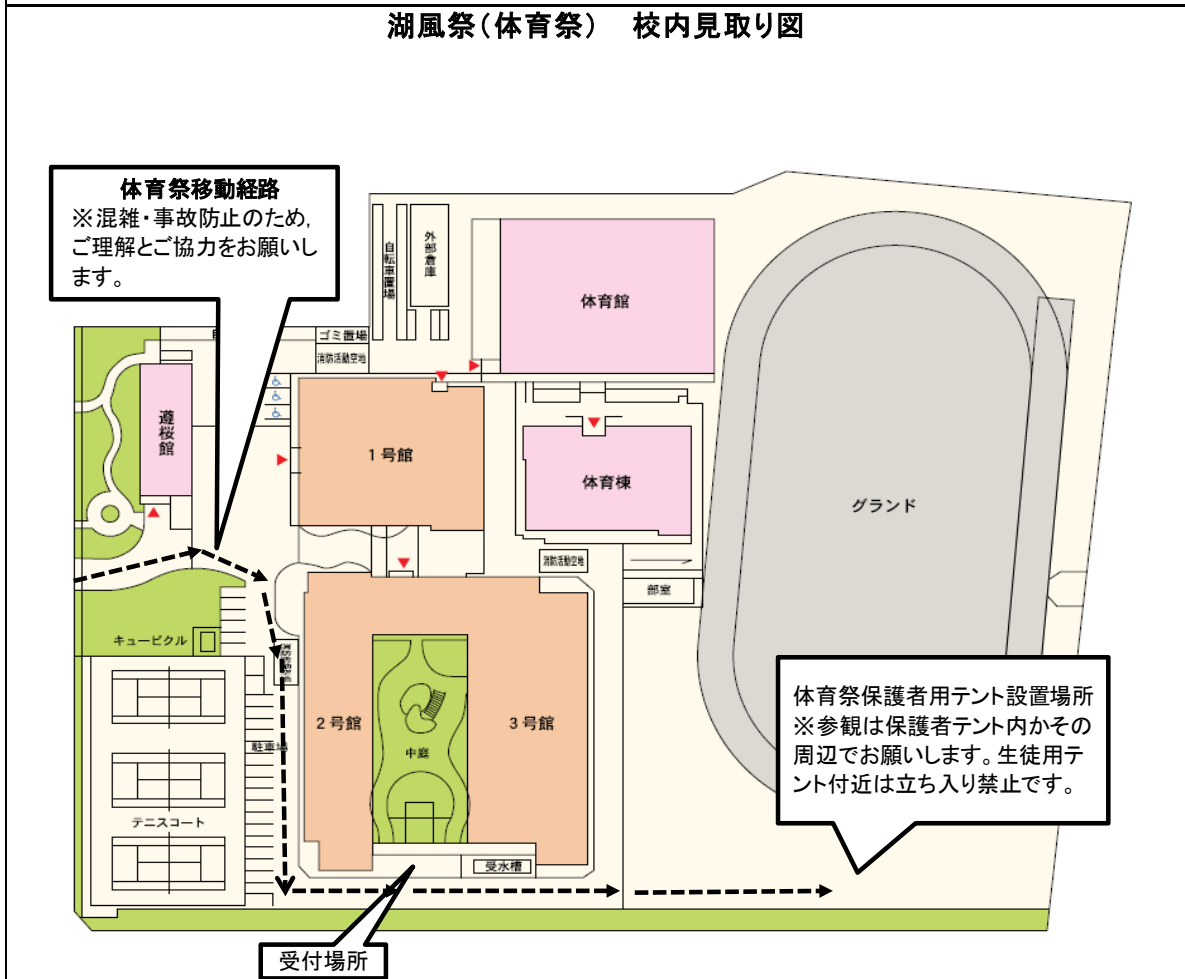 湖風祭（体育祭）　校内見取り図
体育祭移動経路
※混雑・事故防止のため，
ご理解とご協力をお願いし
ます。
自転車置場
外部倉庫
体育館
ゴミ置場
消防活動空地
遵桜館
1号館
体育棟
グランド
消防活動空地
部室
キュービクル
2号館
中庭
3号館
駐車場
テニスコート
受水槽
体育祭保護者用テント設置場所
※参観は保護者テント内かその
周辺でお願いします。生徒用テ
ント付近は立ち入り禁止です。
受付場所